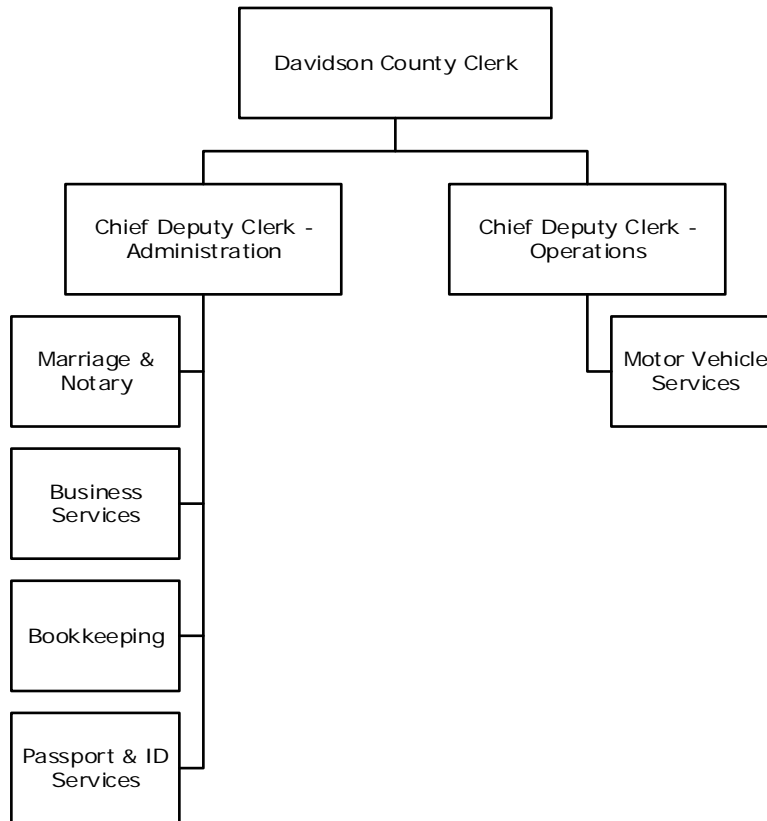 Davidson County Clerk
Chief Deputy Clerk -
Administration
Chief Deputy Clerk -
Operations
Marriage &
Notary
Motor Vehicle
Services
Business
Services
Bookkeeping
Passport & ID
Services